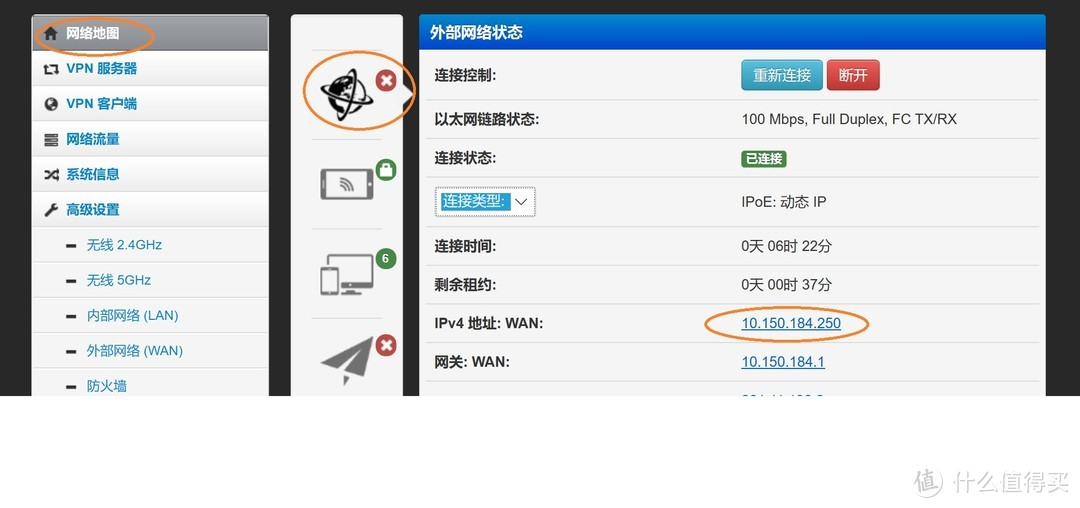 网络地图
VPN 服务器
VPN 客户端
网络流量
系统信息
高级设置
无线 2.4GHz
无线 5GHz
内部网络 (LAN)
外部网络 (WAN)
防火墙
6
外部网络状态
连接控制: 重新连接 断开
以太网链路状态: 100 Mbps, Full Duplex, FC TX/RX
连接状态: 已连接
连接类型: IPoE: 动态 IP
连接时间: 0天 06时 22分
剩余租约: 0天 00时 37分
IPv4 地址: WAN: 10.150.184.250
网关: WAN: 10.150.184.1
值 什么值得买